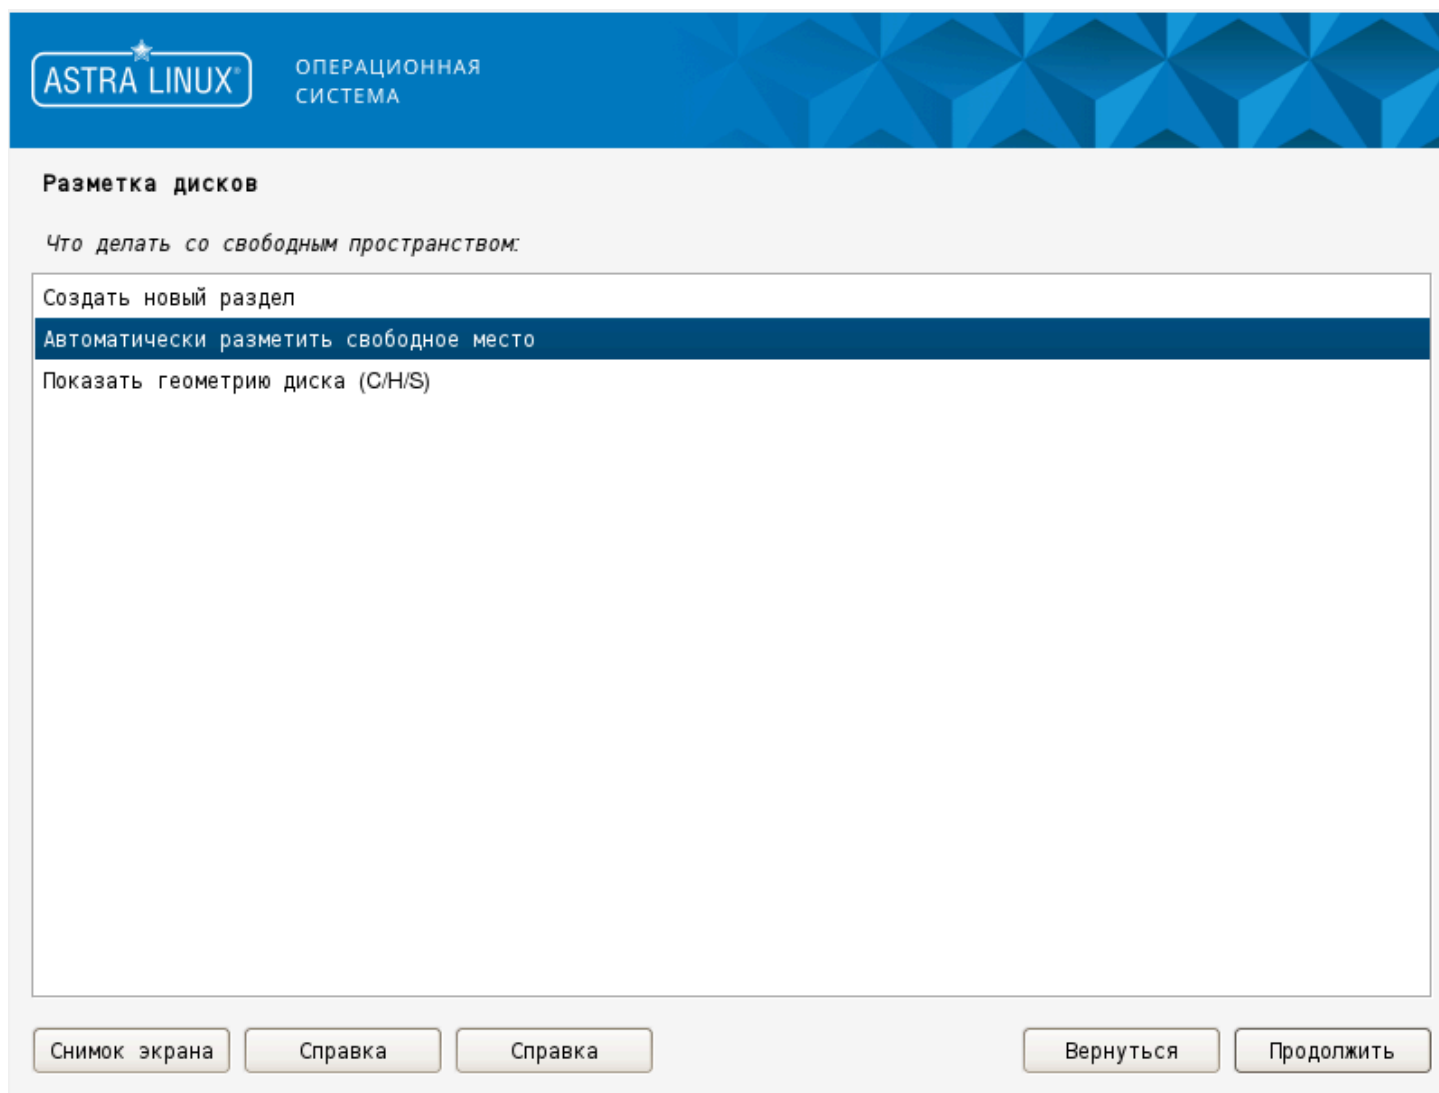 ASTRA LINUX®
ОПЕРАЦИОННАЯ
СИСТЕМА
Разметка дисков
Что делать со свободным пространством:
Создать новый раздел
Автоматически разметить свободное место
Показать геометрию диска (C/H/S)
Снимок экрана Справка Справка Вернуться Продолжить